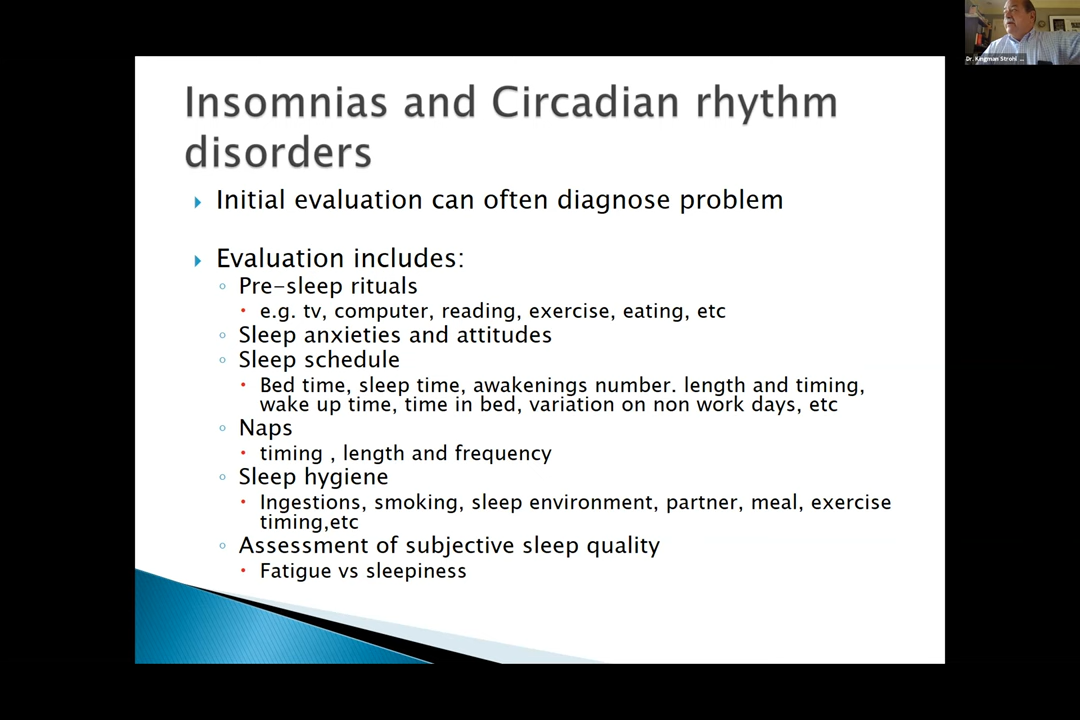 Insomnias and Circadian rhythm
disorders
Initial evaluation can often diagnose problem
Evaluation includes:
Pre-sleep rituals
e.g. tv, computer, reading, exercise, eating, etc
Sleep anxieties and attitudes
Sleep schedule
Bed time, sleep time, awakenings number. length and timing,
wake up time, time in bed, variation on non work days, etc
Naps
timing , length and frequency
Sleep hygiene
Ingestions, smoking, sleep environment, partner, meal, exercise
timing,etc
Assessment of subjective sleep quality
Fatigue vs sleepiness
Dr. Kingman Strohl ...